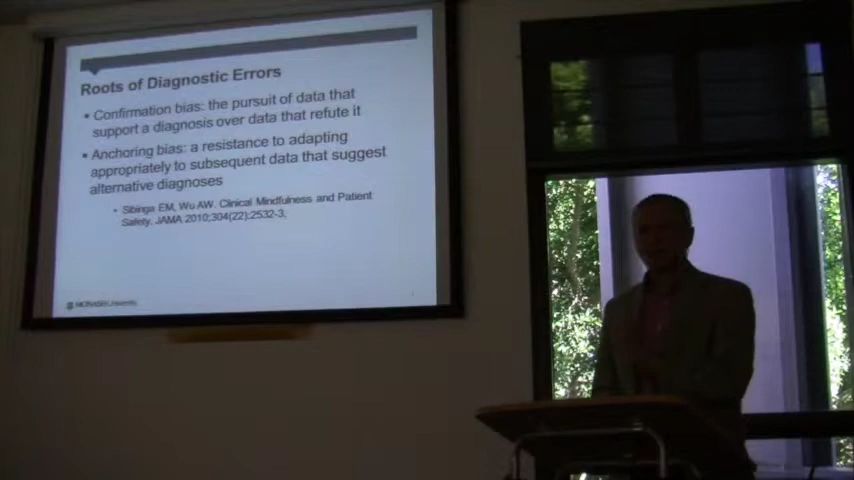 Roots of Diagnostic Errors
▪ Confirmation bias: the pursuit of data that
support a diagnosis over data that refute it
▪ Anchoring bias: a resistance to adapting
appropriately to subsequent data that suggest
alternative diagnoses
▪ Sibinga EM, Wu AW. Clinical Mindfulness and Patient
Safety. JAMA 2010;304(22):2532-3.
MONASH University